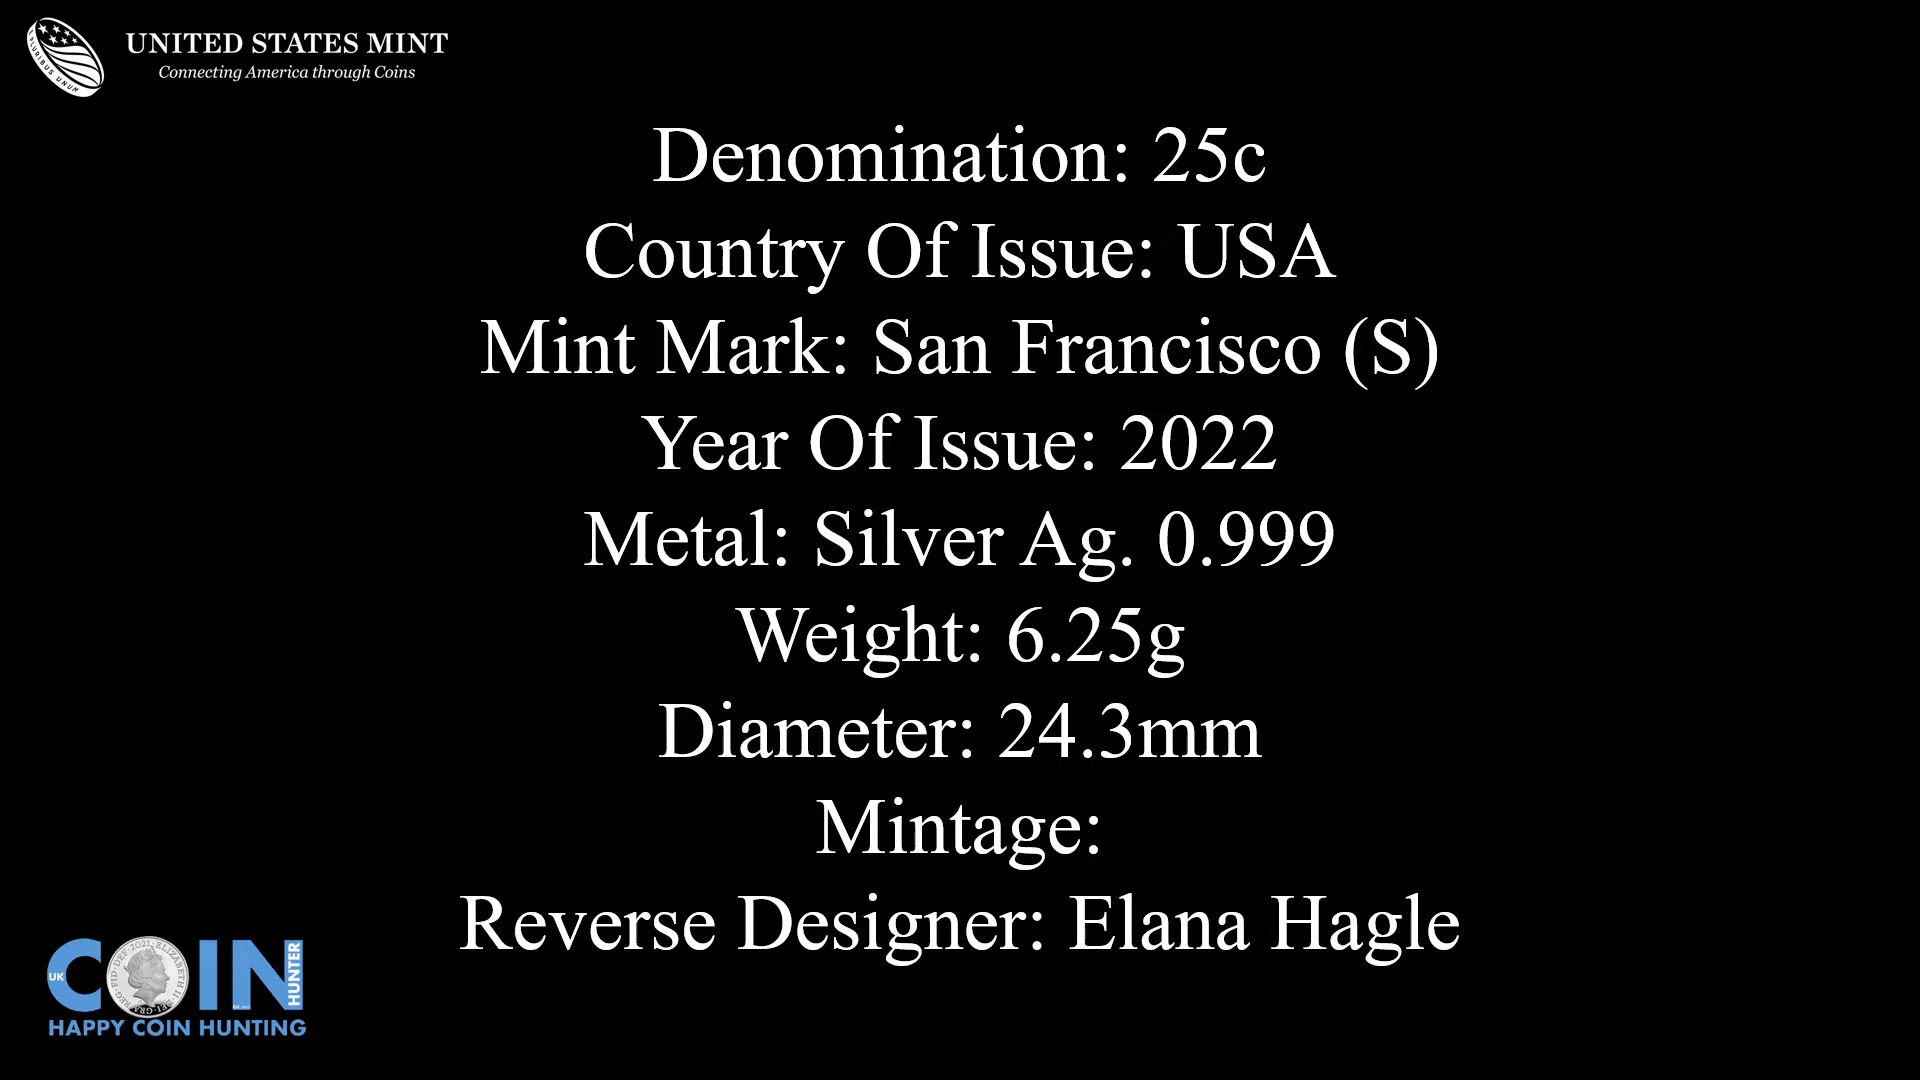 UNITED STATES MINT
Connecting America through Coins
Denomination: 25c
Country Of Issue: USA
Mint Mark: San Francisco (S)
Year Of Issue: 2022
Metal: Silver Ag. 0.999
Weight: 6.25g
Diameter: 24.3mm
Mintage:
Reverse Designer: Elana Hagle
UK COIN HUNTER
HAPPY COIN HUNTING